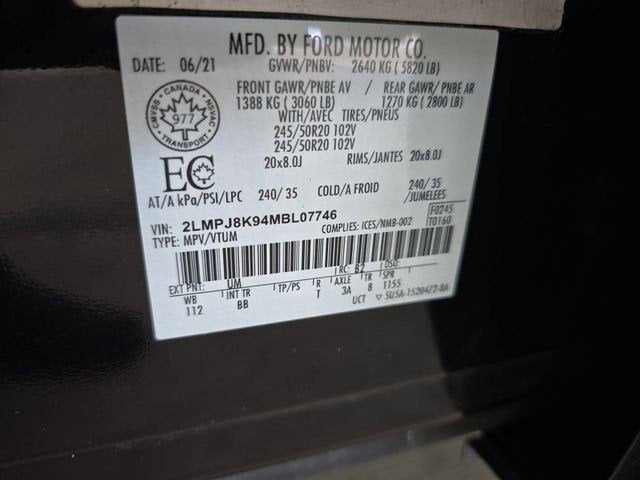 MFD. BY FORD MOTOR CO.
DATE: 06/21 GVWR/PNBV: 2640 KG ( 5820 LB)
FRONT GAWR/PNBE AV / REAR GAWR/ PNBE AR
1388 KG ( 3060 LB) 1270 KG ( 2800 LB)
WITH/AVEC TIRES/PNEUS
245/50R20 102V
245/50R20 102V
20x8.0J RIMS/JANTES 20x8.0J
CMVSS · CANADA · NSVAC
977
TRANSPORT
EC
AT/A kPa/PSI/LPC 240/ 35 COLD/A FROID 240/ 35
/JUMELEES
VIN: 2LMPJ8K94MBL07746
TYPE: MPV/VTUM COMPLIES: ICES/NMB-002
F0245
T0160
EXT PNT: UM RC: B2 DSO:
WB INT TR TP/PS R AXLE TR SPR
112 BB T 3A 8 1155
UCT ▽ 5U5A-1520472-BA